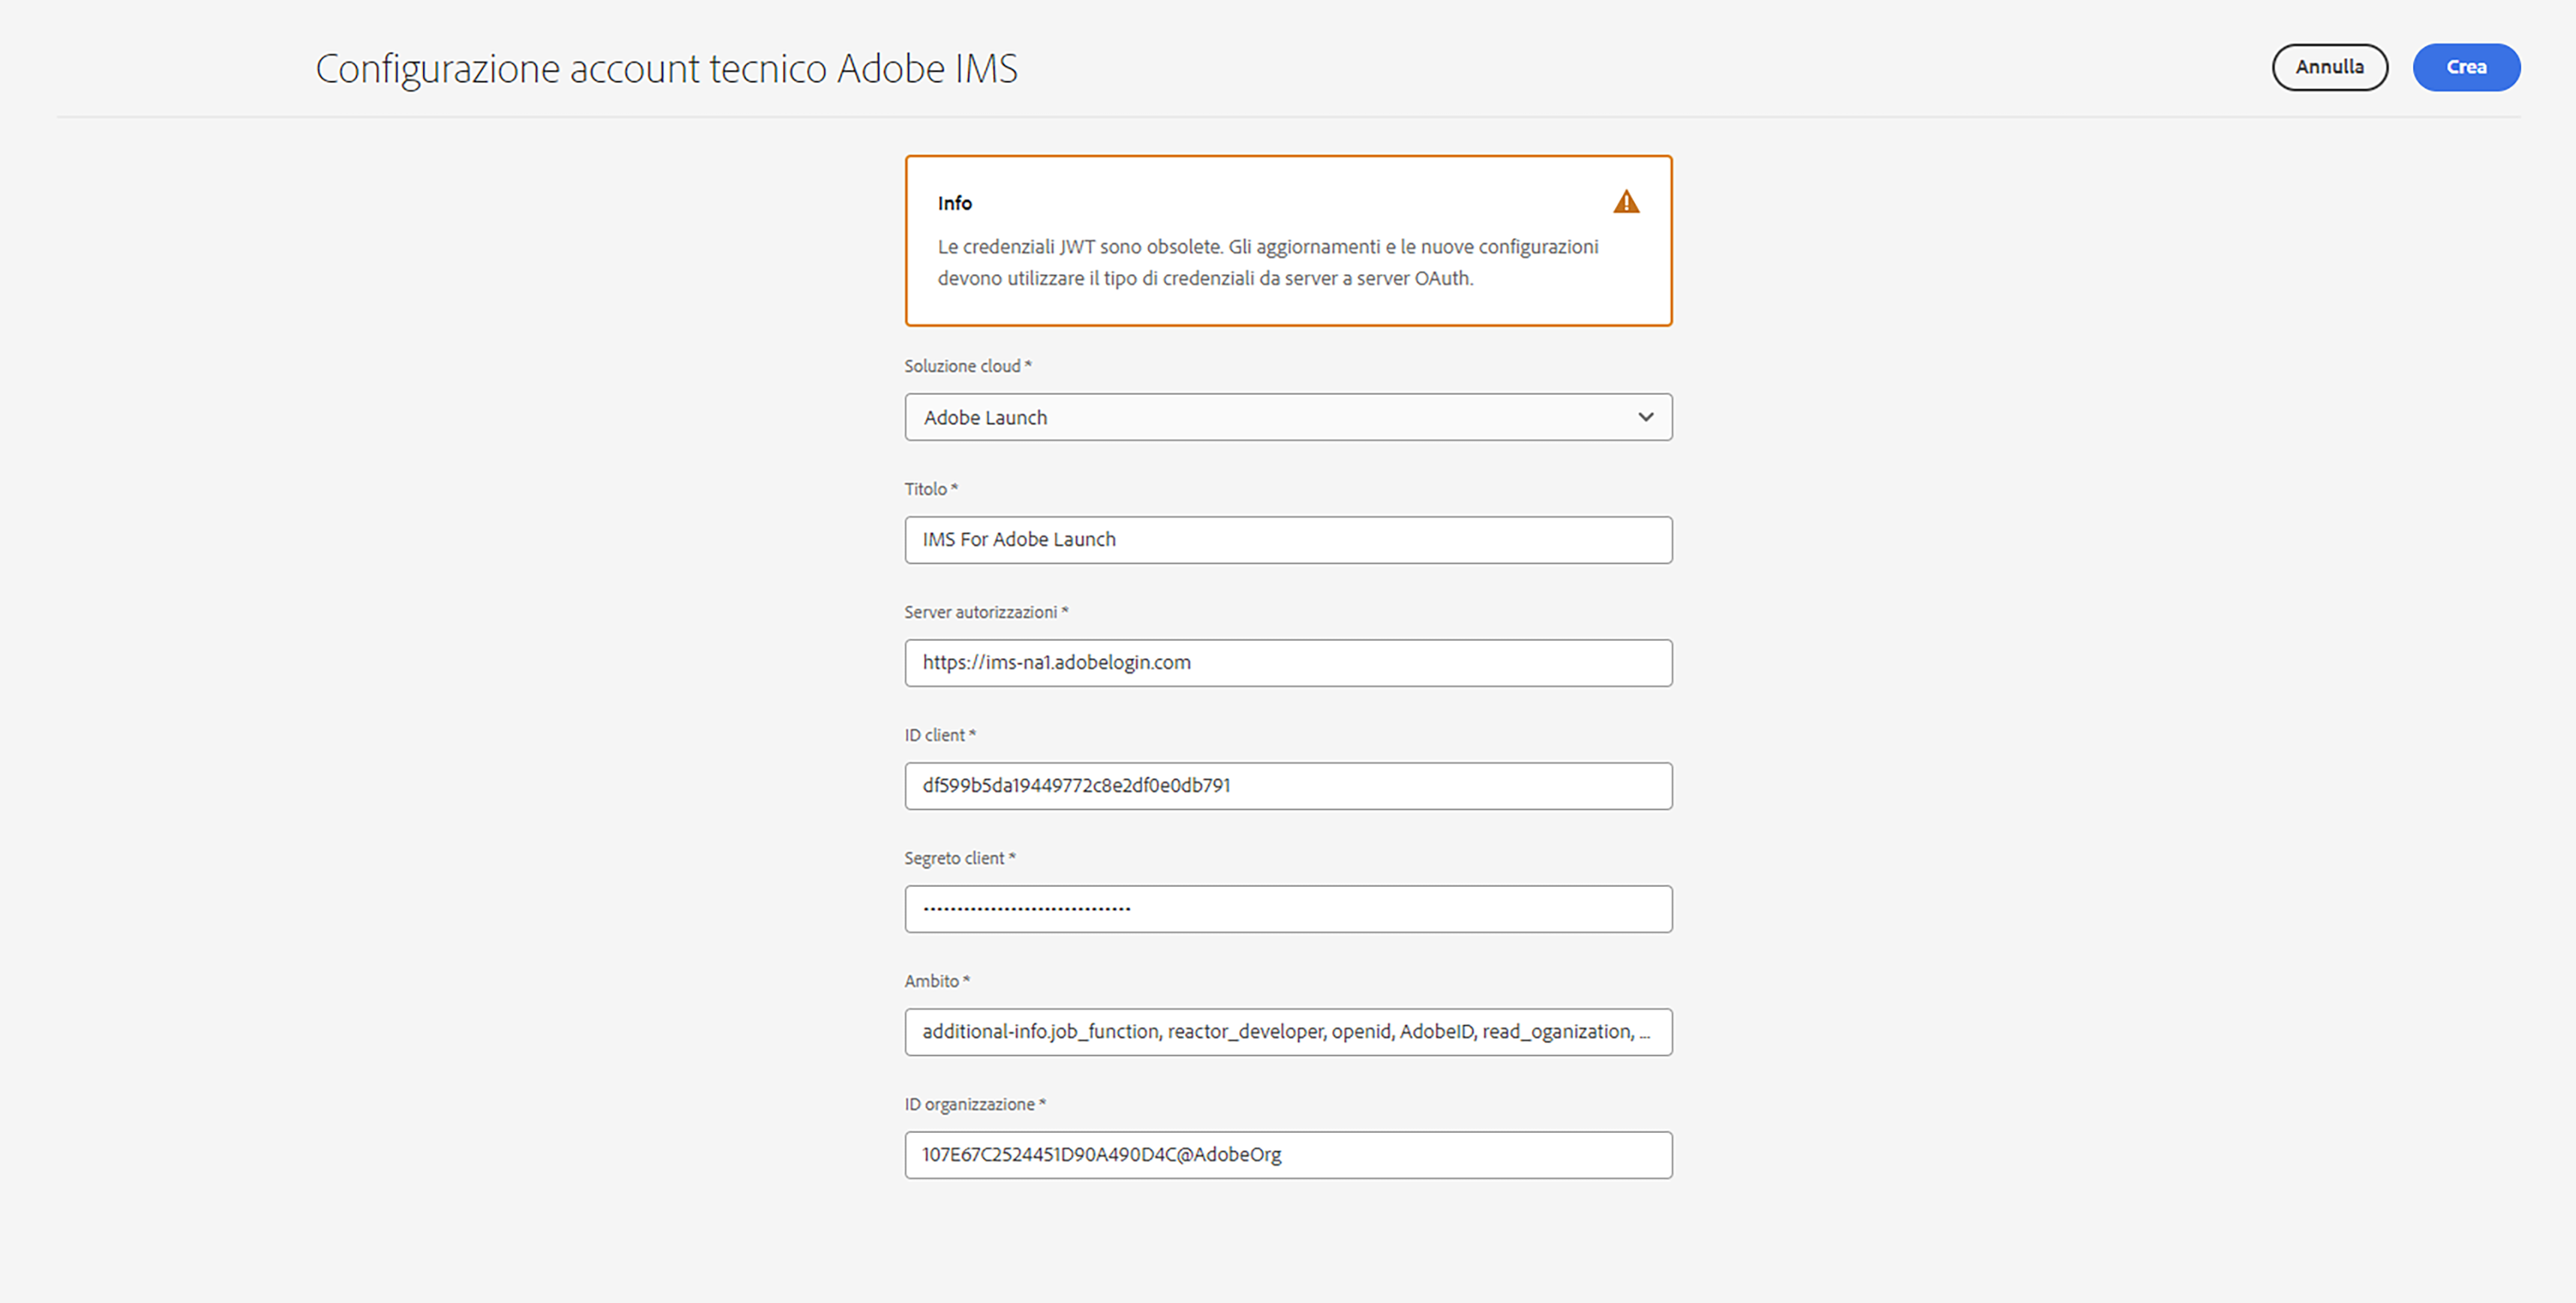 Configurazione account tecnico Adobe IMS
Annulla
Crea
Info
Le credenziali JWT sono obsolete. Gli aggiornamenti e le nuove configurazioni
devono utilizzare il tipo di credenziali da server a server OAuth.
Soluzione cloud *
Adobe Launch
Titolo *
IMS For Adobe Launch
Server autorizzazioni *
https://ims-na1.adobelogin.com
ID client *
df599b5da19449772c8e2df0e0db791
Segreto client *
•••••••••••••••••••••••••••••••
Ambito *
additional-info.job_function, reactor_developer, openid, AdobeID, read_oganization, ...
ID organizzazione *
107E67C2524451D90A490D4C@AdobeOrg